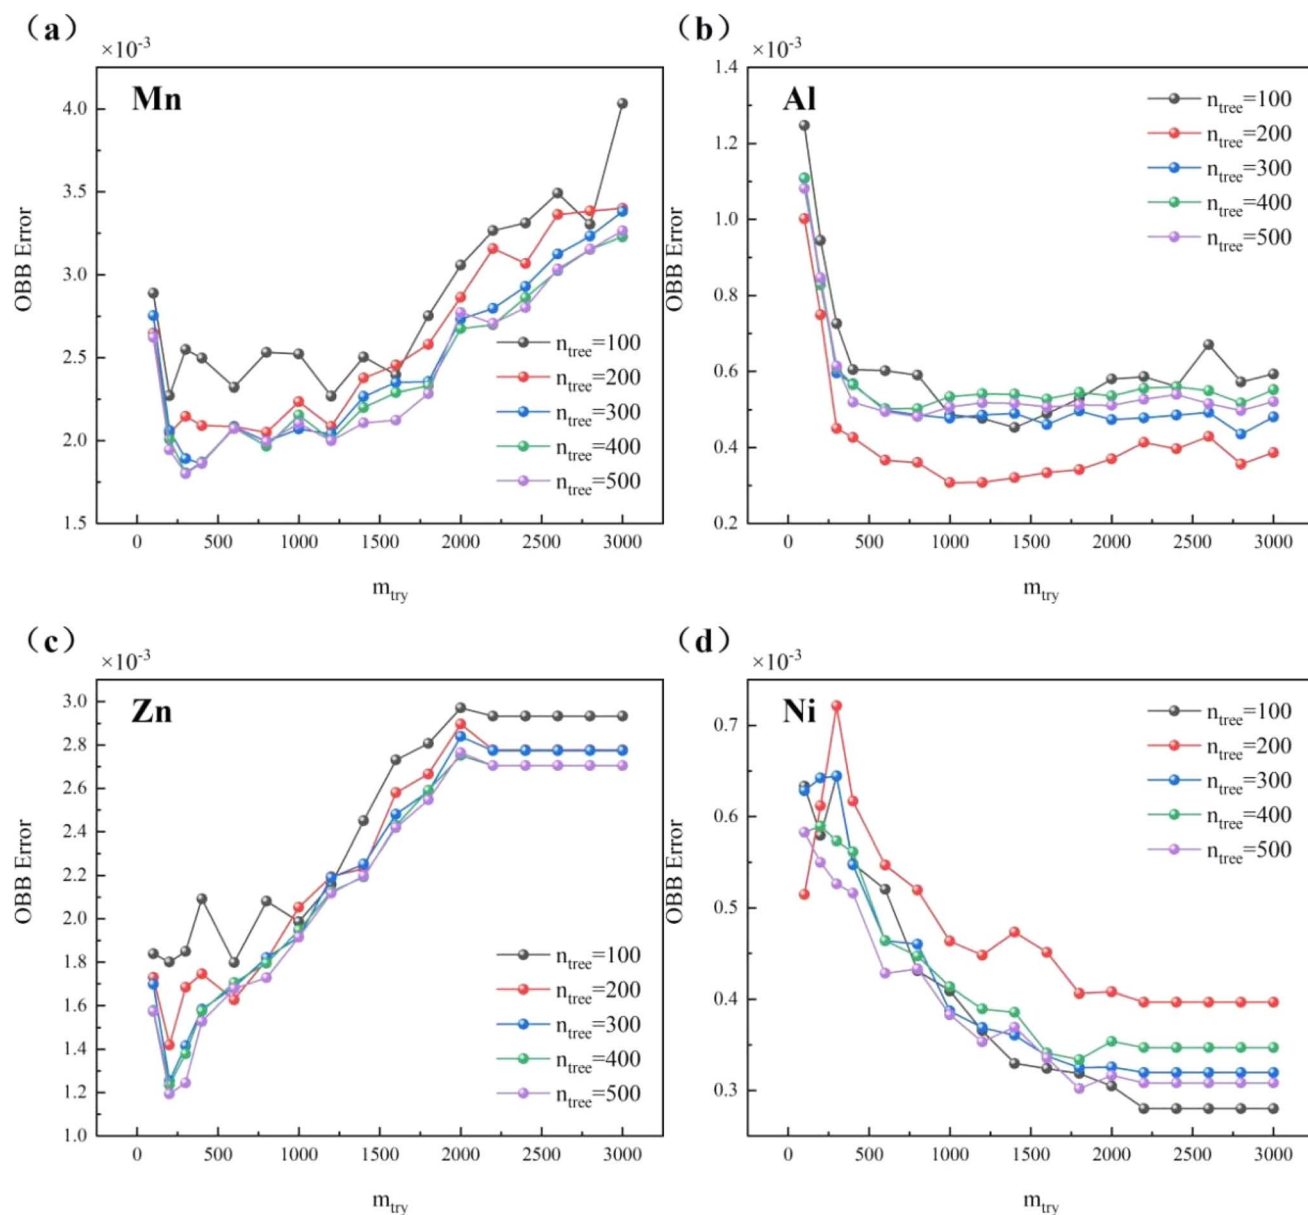 （a）
×10⁻³
Mn
4.0
3.5
3.0
2.5
2.0
1.5
OBB Error
n_tree=100
n_tree=200
n_tree=300
n_tree=400
n_tree=500
0 500 1000 1500 2000 2500 3000
m_try
（b）
×10⁻³
Al
1.4
1.2
1.0
0.8
0.6
0.4
0.2
OBB Error
n_tree=100
n_tree=200
n_tree=300
n_tree=400
n_tree=500
0 500 1000 1500 2000 2500 3000
m_try
（c）
×10⁻³
Zn
3.0
2.8
2.6
2.4
2.2
2.0
1.8
1.6
1.4
1.2
1.0
OBB Error
n_tree=100
n_tree=200
n_tree=300
n_tree=400
n_tree=500
0 500 1000 1500 2000 2500 3000
m_try
（d）
×10⁻³
Ni
0.7
0.6
0.5
0.4
0.3
OBB Error
n_tree=100
n_tree=200
n_tree=300
n_tree=400
n_tree=500
0 500 1000 1500 2000 2500 3000
m_try